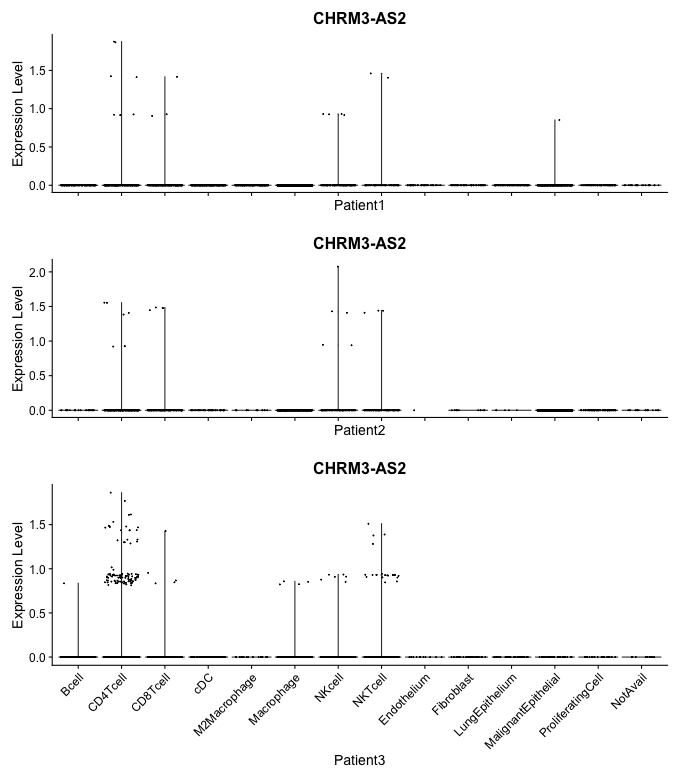 CHRM3-AS2
Expression Level
1.5
1.0
0.5
0.0
Patient1
CHRM3-AS2
Expression Level
2.0
1.5
1.0
0.5
0.0
Patient2
CHRM3-AS2
Expression Level
1.5
1.0
0.5
0.0
Bcell
CD4Tcell
CD8Tcell
cDC
M2Macrophage
Macrophage
NKcell
NKTcell
Endothelium
Fibroblast
LungEpithelium
MalignantEpithelial
ProliferatingCell
NotAvail
Patient3